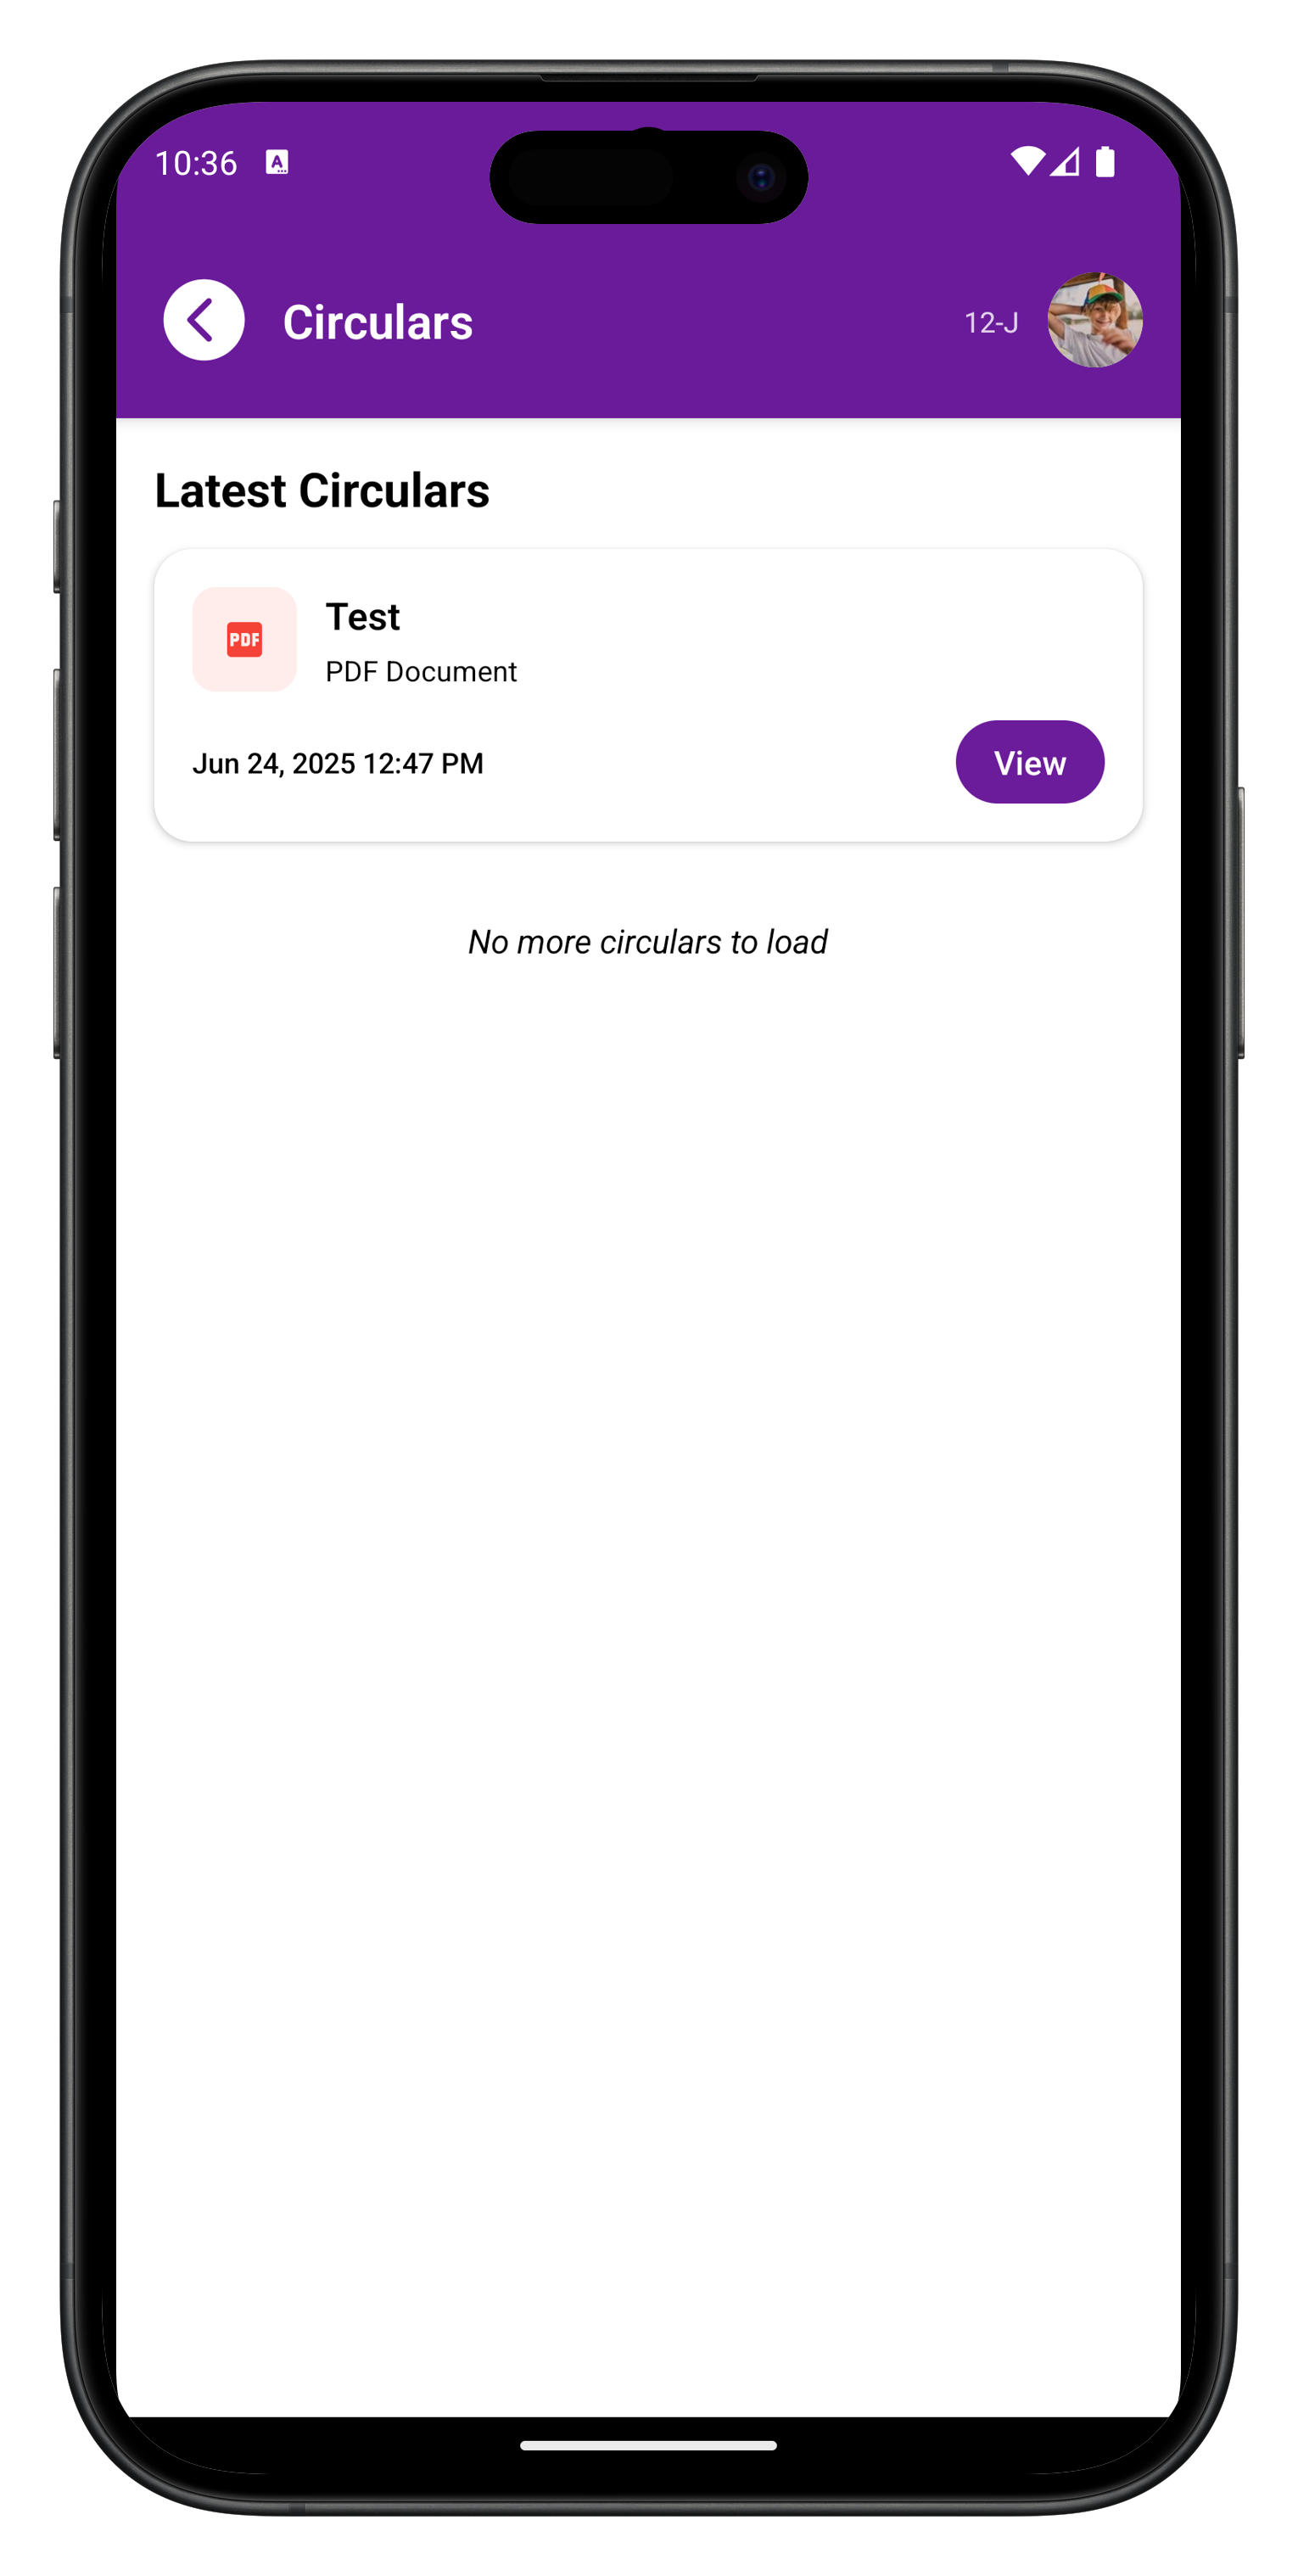 10:36 A
Circulars
12-J
Latest Circulars
PDF
Test
PDF Document
Jun 24, 2025 12:47 PM
View
No more circulars to load